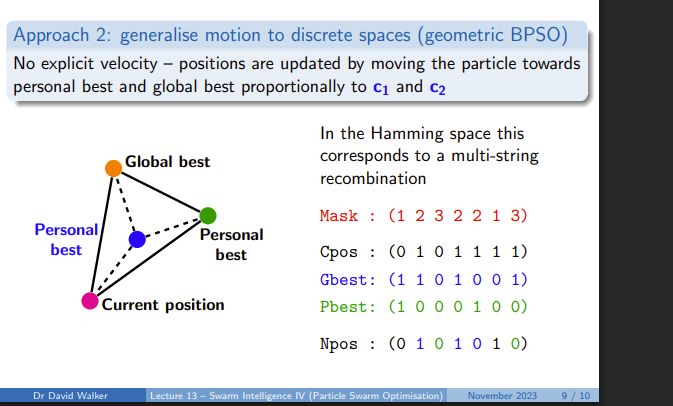 Approach 2: generalise motion to discrete spaces (geometric BPSO)
No explicit velocity – positions are updated by moving the particle towards
personal best and global best proportionally to c1 and c2
Global best
Personal
best
Personal
best
Current position
In the Hamming space this
corresponds to a multi-string
recombination
Mask : (1 2 3 2 2 1 3)
Cpos : (0 1 0 1 1 1 1)
Gbest: (1 1 0 1 0 0 1)
Pbest: (1 0 0 0 1 0 0)
Npos : (0 1 0 1 0 1 0)
Dr David Walker
Lecture 13 – Swarm Intelligence IV (Particle Swarm Optimisation)
November 2023
9 / 10